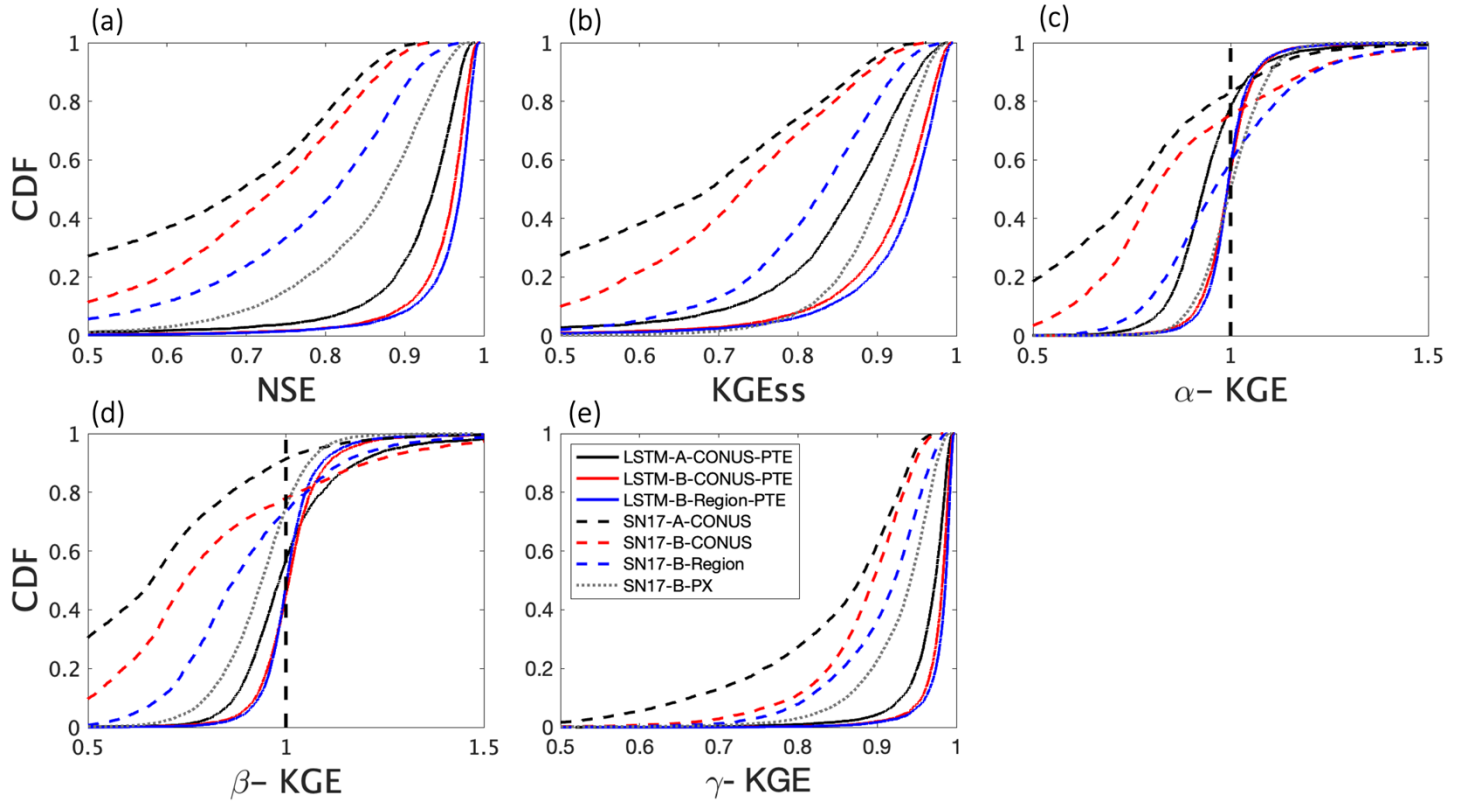 (a)
(b)
(c)
CDF
1
0.8
0.6
0.4
0.2
0
0.5 0.6 0.7 0.8 0.9 1
NSE
1
0.8
0.6
0.4
0.2
0
0.5 0.6 0.7 0.8 0.9 1
KGEss
1
0.8
0.6
0.4
0.2
0
0.5 1 1.5
α- KGE
(d)
(e)
CDF
1
0.8
0.6
0.4
0.2
0
0.5 1 1.5
β- KGE
1
0.8
0.6
0.4
0.2
0
LSTM-A-CONUS-PTE
LSTM-B-CONUS-PTE
LSTM-B-Region-PTE
SN17-A-CONUS
SN17-B-CONUS
SN17-B-Region
SN17-B-PX
0.5 0.6 0.7 0.8 0.9 1
γ- KGE